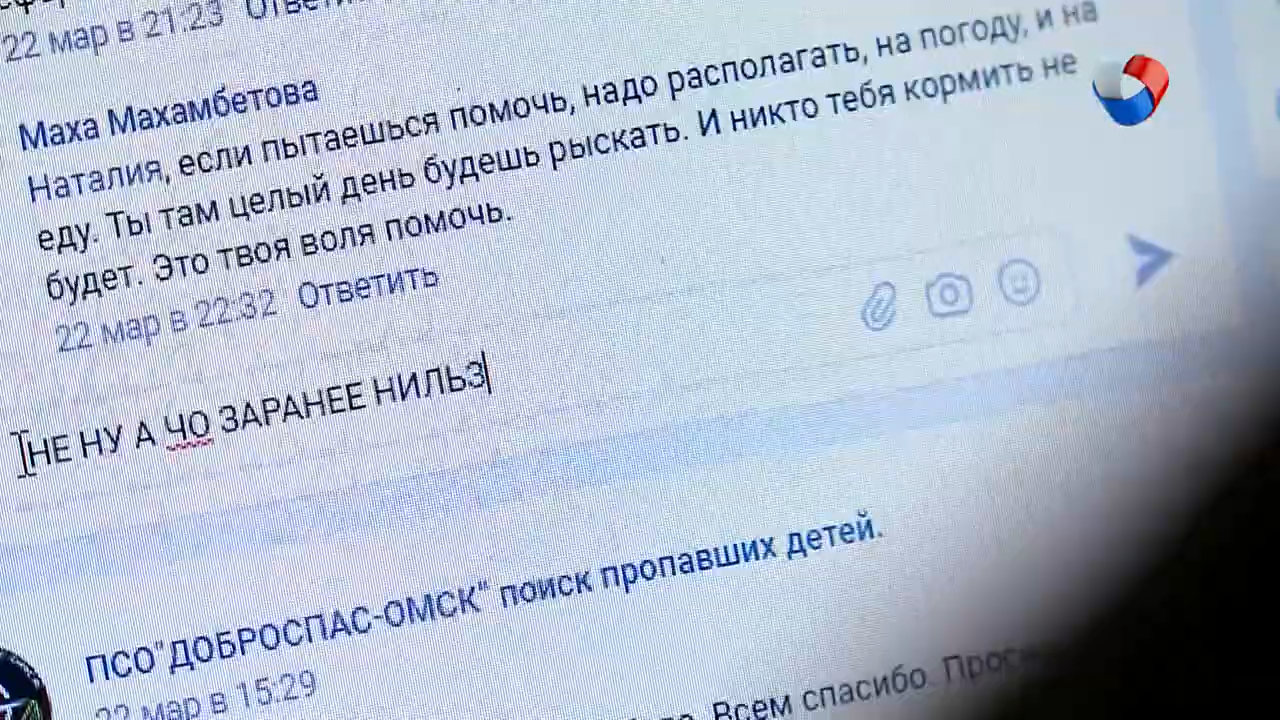 22 мар в 21:23 Ответить
Маха Махамбетова
Наталия, если пытаешься помочь, надо располагать, на погоду, и на
еду. Ты там целый день будешь рыскать. И никто тебя кормить не
будет. Это твоя воля помочь.
22 мар в 22:32 Ответить
НЕ НУ А ЧО ЗАРАНЕЕ НИЛЬЗ
ПСО"ДОБРОСПАС-ОМСК" поиск пропавших детей.
22 мар в 15:29
Всем спасибо.